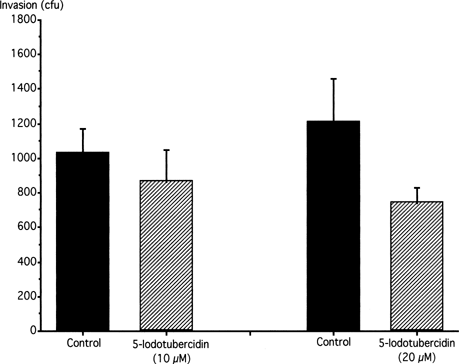 Invasion (cfu)
1800
1600
1400
1200
1000
800
600
400
200
0
Control
5-Iodotubercidin
(10 µM)
Control
5-Iodotubercidin
(20 µM)